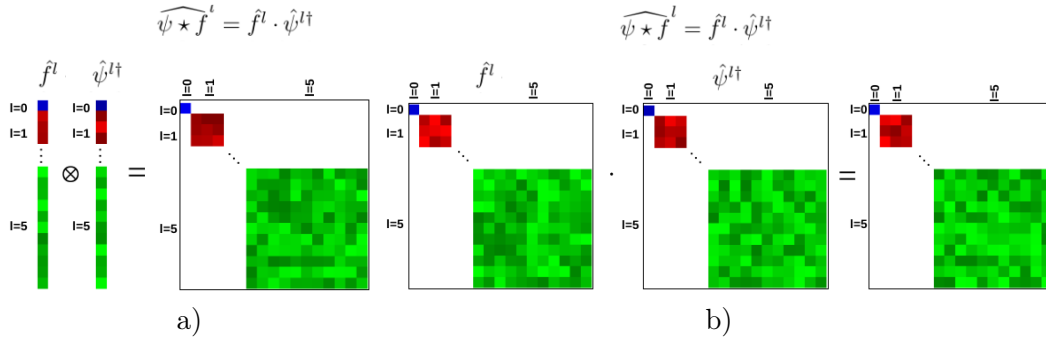 $\widehat{\psi \star f}^{l} = \hat{f}^{l} \cdot \hat{\psi}^{l\dagger}$
$\widehat{\psi \star f}^{l} = \hat{f}^{l} \cdot \hat{\psi}^{l\dagger}$
$\hat{f}^{l}$ $\hat{\psi}^{l\dagger}$
$\hat{f}^{l}$
$\hat{\psi}^{l\dagger}$
l=0 l=1 l=5
l=0 l=1 l=5
l=0 l=1 l=5
l=0 l=1 l=5
l=0 l=0 l=0 l=0 l=0 l=0
l=1 l=1 l=1 l=1 l=1 l=1
⊗ = · =
l=5 l=5 l=5 l=5 l=5 l=5
a) b)